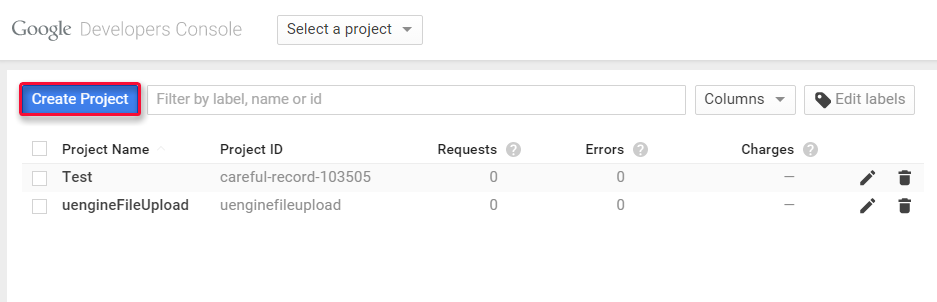 Google Developers Console Select a project
Create Project Filter by label, name or id Columns Edit labels
Project Name Project ID Requests ? Errors ? Charges ?
Test careful-record-103505 0 0 —
uengineFileUpload uenginefileupload 0 0 —